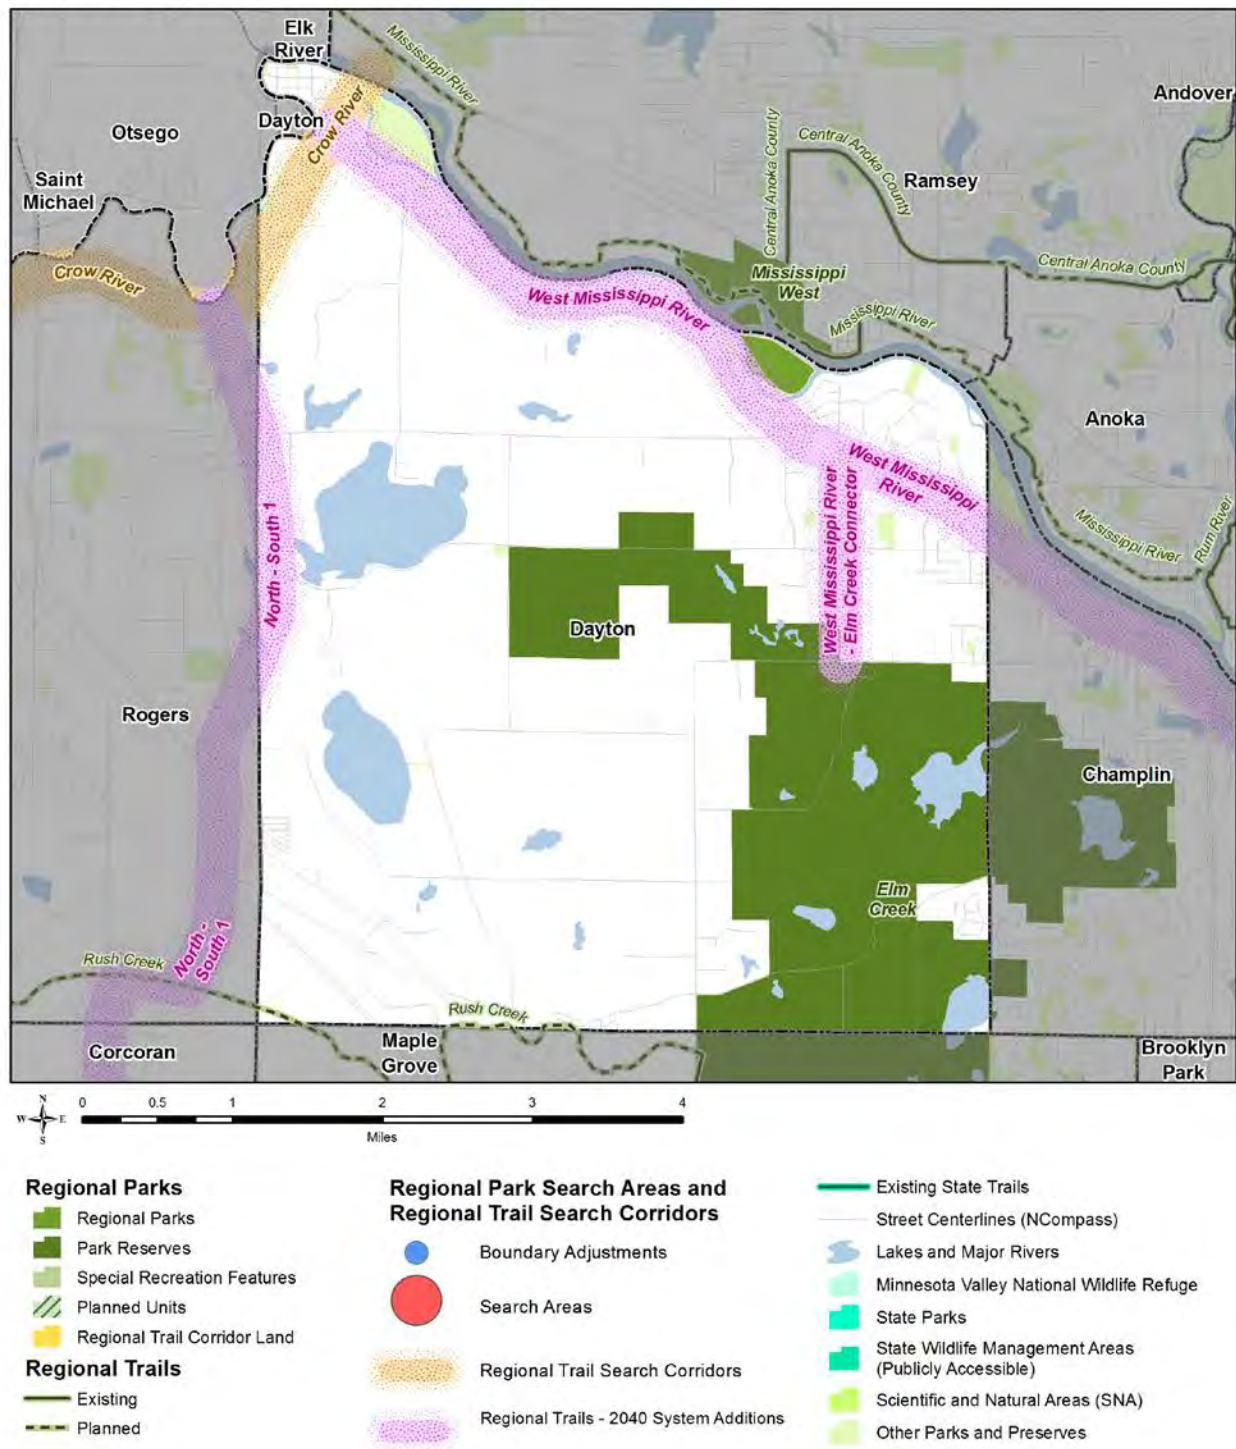 Elk
River
Mississippi River
Andover
Otsego
Dayton
Crow River
Central Anoka County
Central Anoka County
Ramsey
Saint
Michael
Central Anoka County
Crow River
Mississippi
West
West Mississippi River
Mississippi River
Anoka
West Mississippi
River
West Mississippi River
- Elm Creek Connector
North - South 1
Mississippi River
Rum River
Dayton
Rogers
Champlin
Elm
Creek
North -
South 1
Rush Creek
Rush Creek
Corcoran
Maple
Grove
Brooklyn
Park
N
W E
S
0 0.5 1 2 3 4
Miles
Regional Parks
Regional Parks
Park Reserves
Special Recreation Features
Planned Units
Regional Trail Corridor Land
Regional Trails
Existing
Planned
Regional Park Search Areas and
Regional Trail Search Corridors
Boundary Adjustments
Search Areas
Regional Trail Search Corridors
Regional Trails - 2040 System Additions
Existing State Trails
Street Centerlines (NCompass)
Lakes and Major Rivers
Minnesota Valley National Wildlife Refuge
State Parks
State Wildlife Management Areas
(Publicly Accessible)
Scientific and Natural Areas (SNA)
Other Parks and Preserves